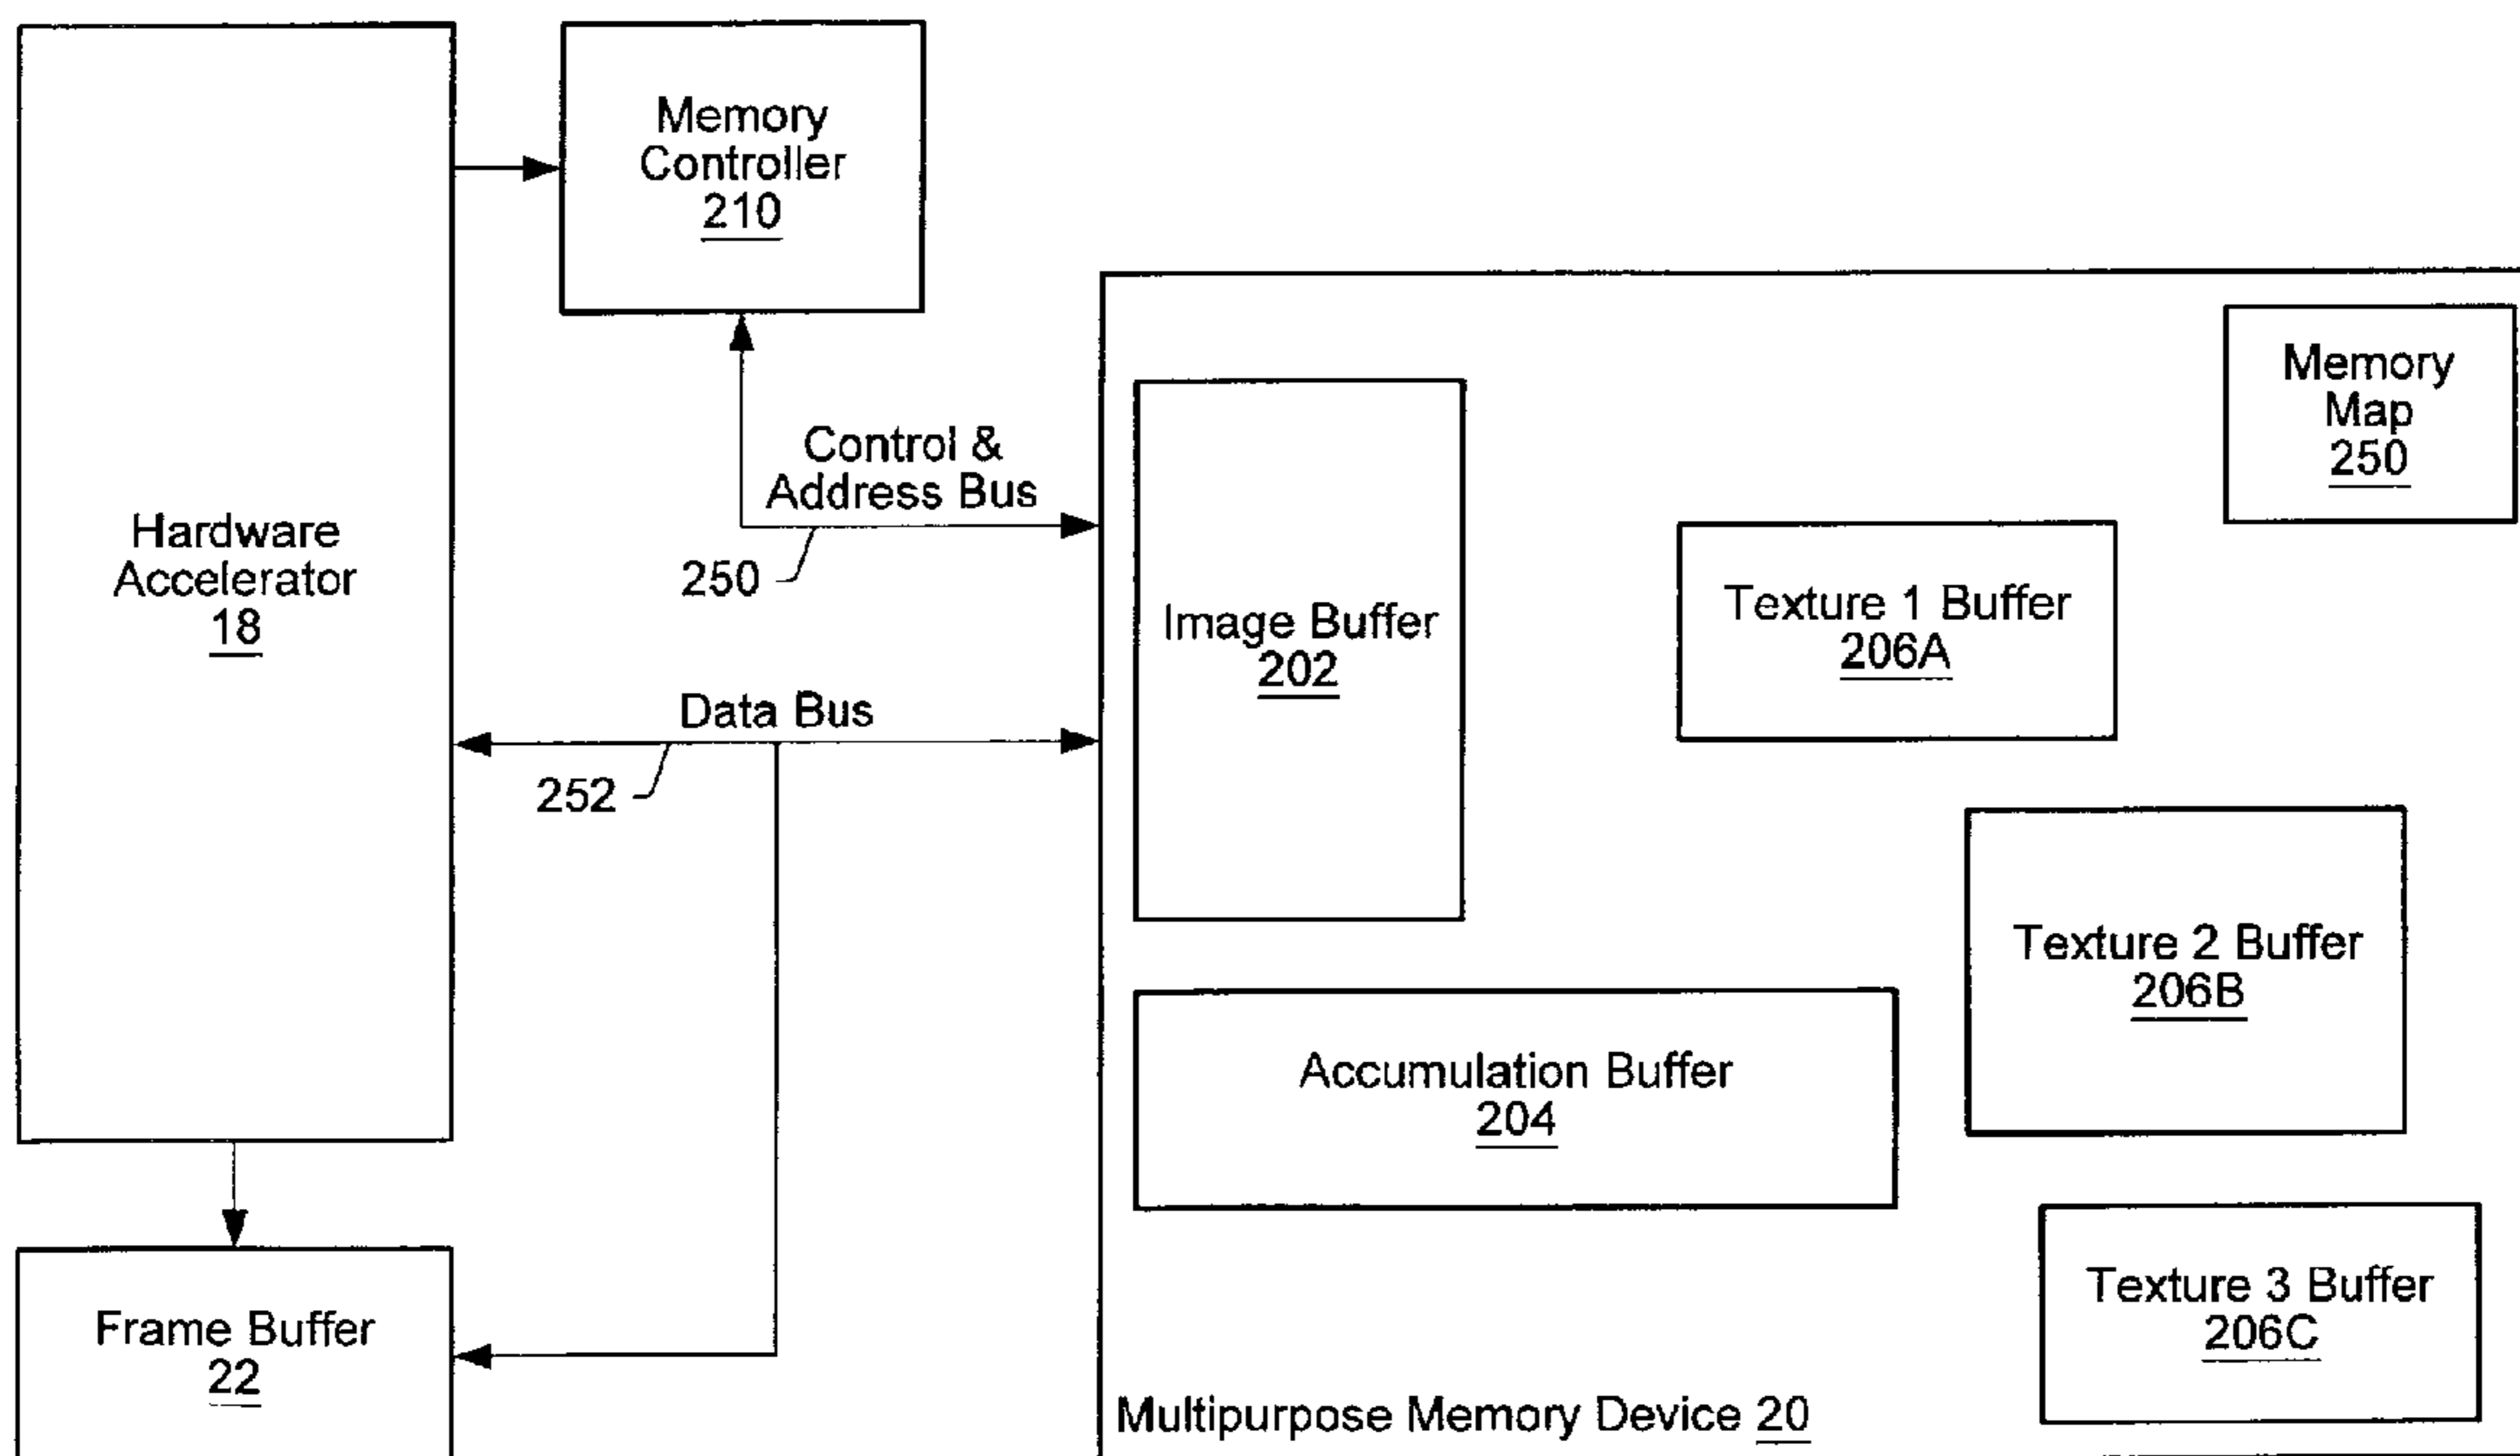 Memory
Controller
210
Memory
Map
250
Control &
Address Bus
250
Hardware
Accelerator
18
Texture 1 Buffer
206A
Image Buffer
202
Data Bus
252
Texture 2 Buffer
206B
Accumulation Buffer
204
Texture 3 Buffer
206C
Frame Buffer
22
Multipurpose Memory Device 20